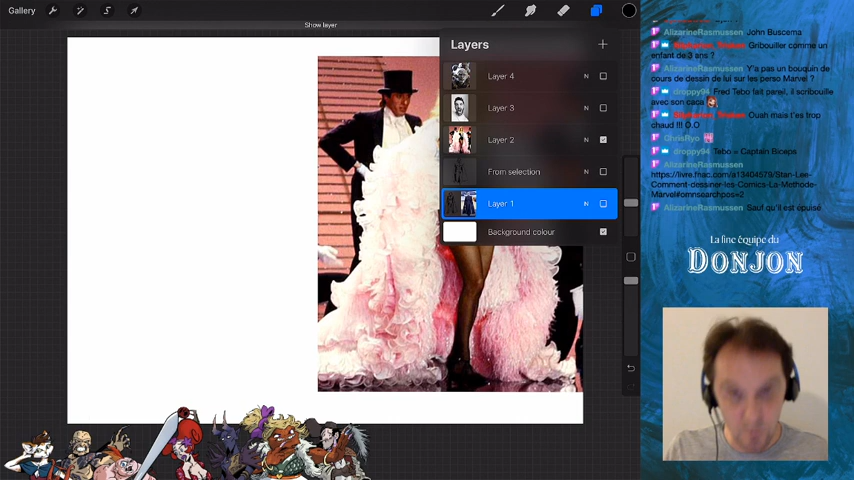 Gallery
Show layer
Layers
Layer 4 N
Layer 3 N
Layer 2 N
From selection N
Layer 1 N
Background colour
AlizarineRasmussen John Buscema
Gribouiller comme un
enfant de 3 ans ?
AlizarineRasmussen Y'a pas un bouquin de
cours de dessin de lui sur les perso Marvel ?
droppy94 Fred Tebo fait pareil, il scribouille
avec son caca
Ouah mais t'es trop
chaud !!! O.O
ChrisRyo
droppy94 Tebo = Captain Biceps
AlizarineRasmussen
https://livre.fnac.com/a13404579/Stan-Lee-
Comment-dessiner-les-Comics-La-Methode-
Marvel#omnsearchpos=2
AlizarineRasmussen Sauf qu'il est épuisé
La fine équipe du
DONJON